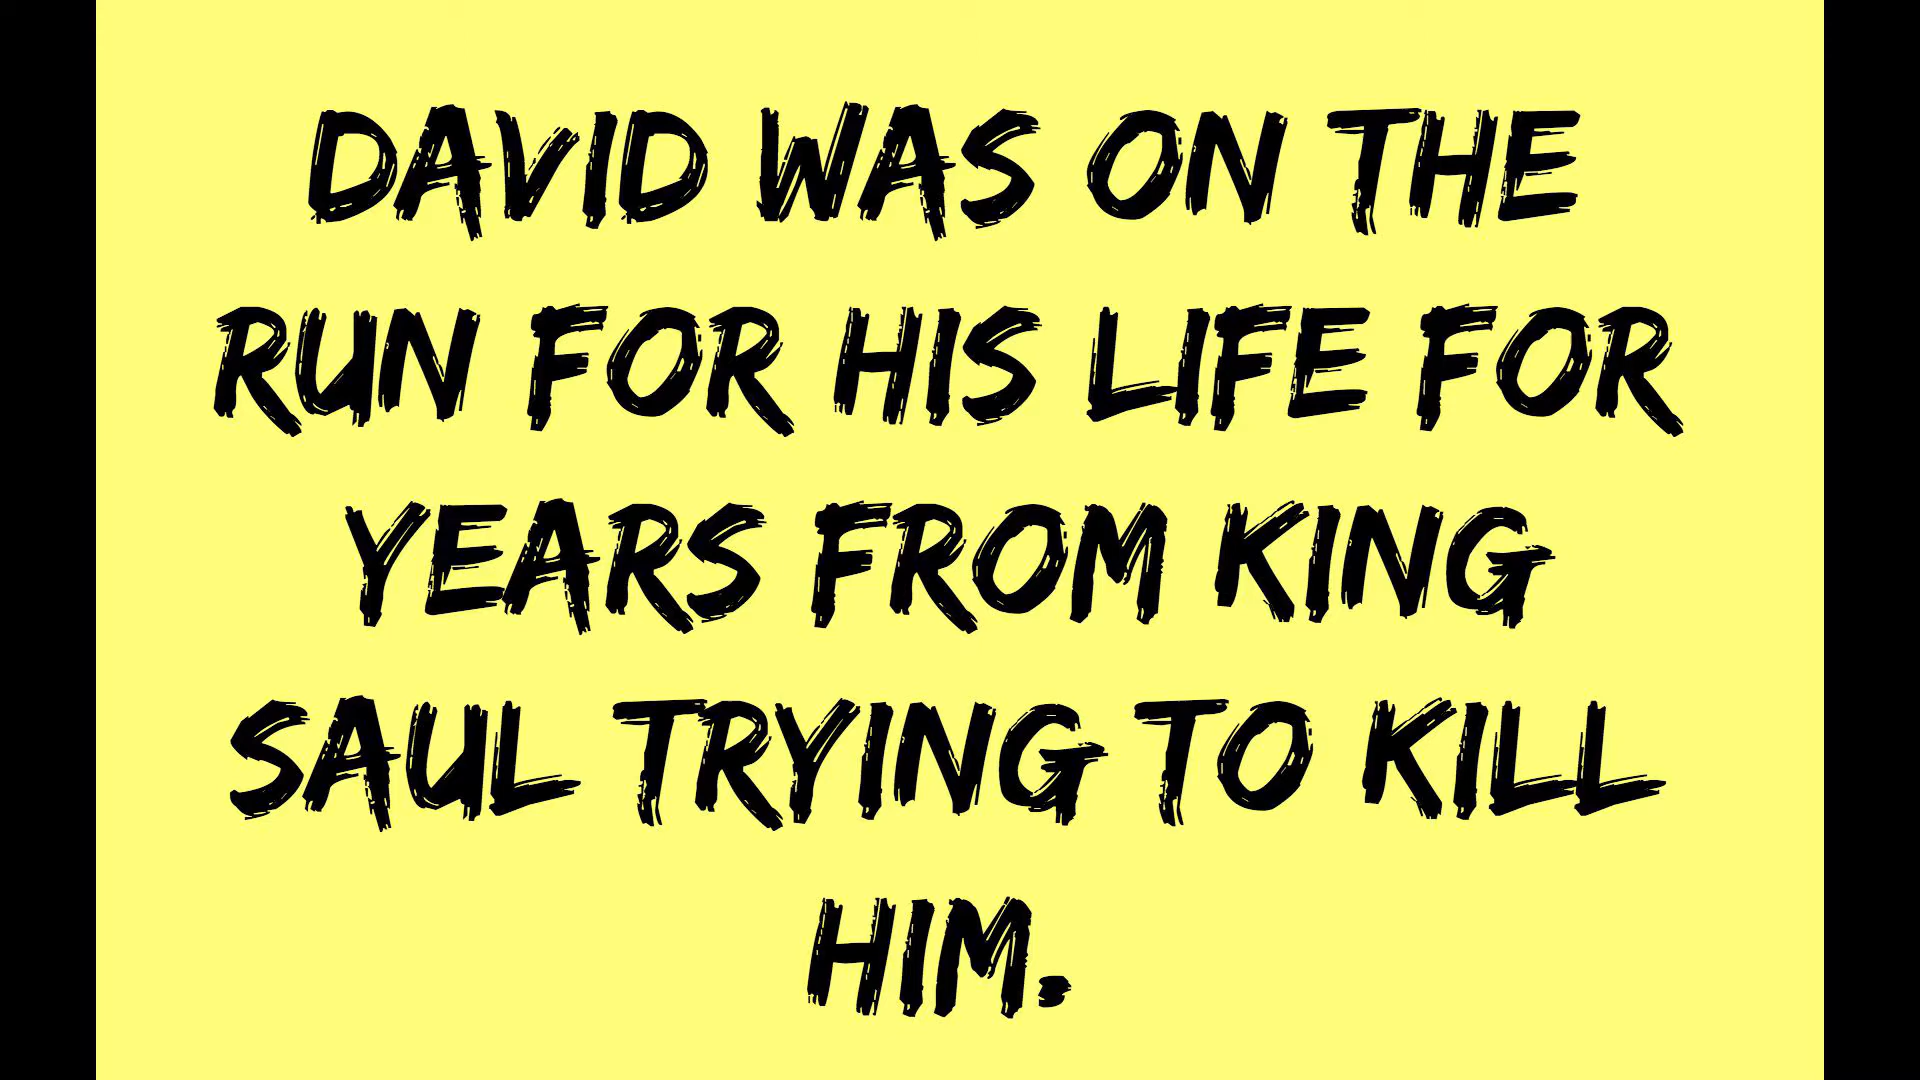 DAVID WAS ON THE
RUN FOR HIS LIFE FOR
YEARS FROM KING
SAUL TRYING TO KILL
HIM.